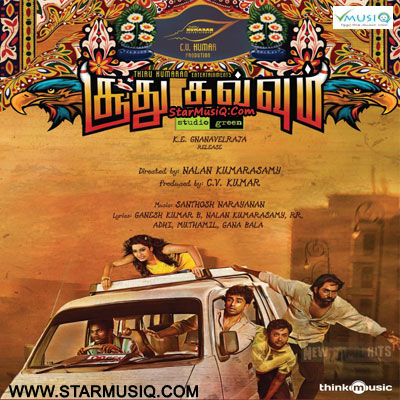 VMUSIQ
KUMARAN
C.V. KUMAR
PRODUCTION
THIRU KUMARAN ENTERTAINMENTS
சூது கவ்வும்
StarMusiQ.Com
studio green
K.E. GNANAVELRAJA
RELEASE
Directed by: NALAN KUMARASAMY
Produced by: C.V. KUMAR
Music: SANTHOSH NARAYANAN
Lyrics: GANESH KUMAR B, NALAN KUMARASAMY, RR,
ADHI, MUTHAMIL, GANA BALA
HITS
think music
WWW.STARMUSIQ.COM